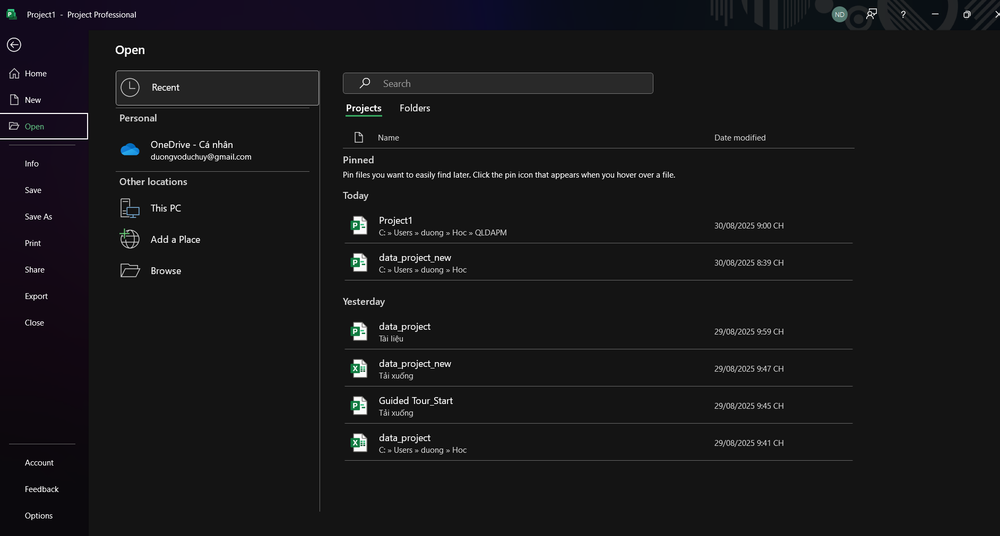 Project1 - Project Professional
ND
?
Home
New
Open
Info
Save
Save As
Print
Share
Export
Close
Account
Feedback
Options
Open
Recent
Personal
OneDrive - Cá nhân
duongvoduchuy@gmail.com
Other locations
This PC
Add a Place
Browse
Search
Projects Folders
Name Date modified
Pinned
Pin files you want to easily find later. Click the pin icon that appears when you hover over a file.
Today
Project1
C: » Users » duong » Hoc » QLDAPM
30/08/2025 9:00 CH
data_project_new
C: » Users » duong » Hoc
30/08/2025 8:39 CH
Yesterday
data_project
Tài liệu
29/08/2025 9:59 CH
data_project_new
Tải xuống
29/08/2025 9:47 CH
Guided Tour_Start
Tải xuống
29/08/2025 9:45 CH
data_project
C: » Users » duong » Hoc
29/08/2025 9:41 CH